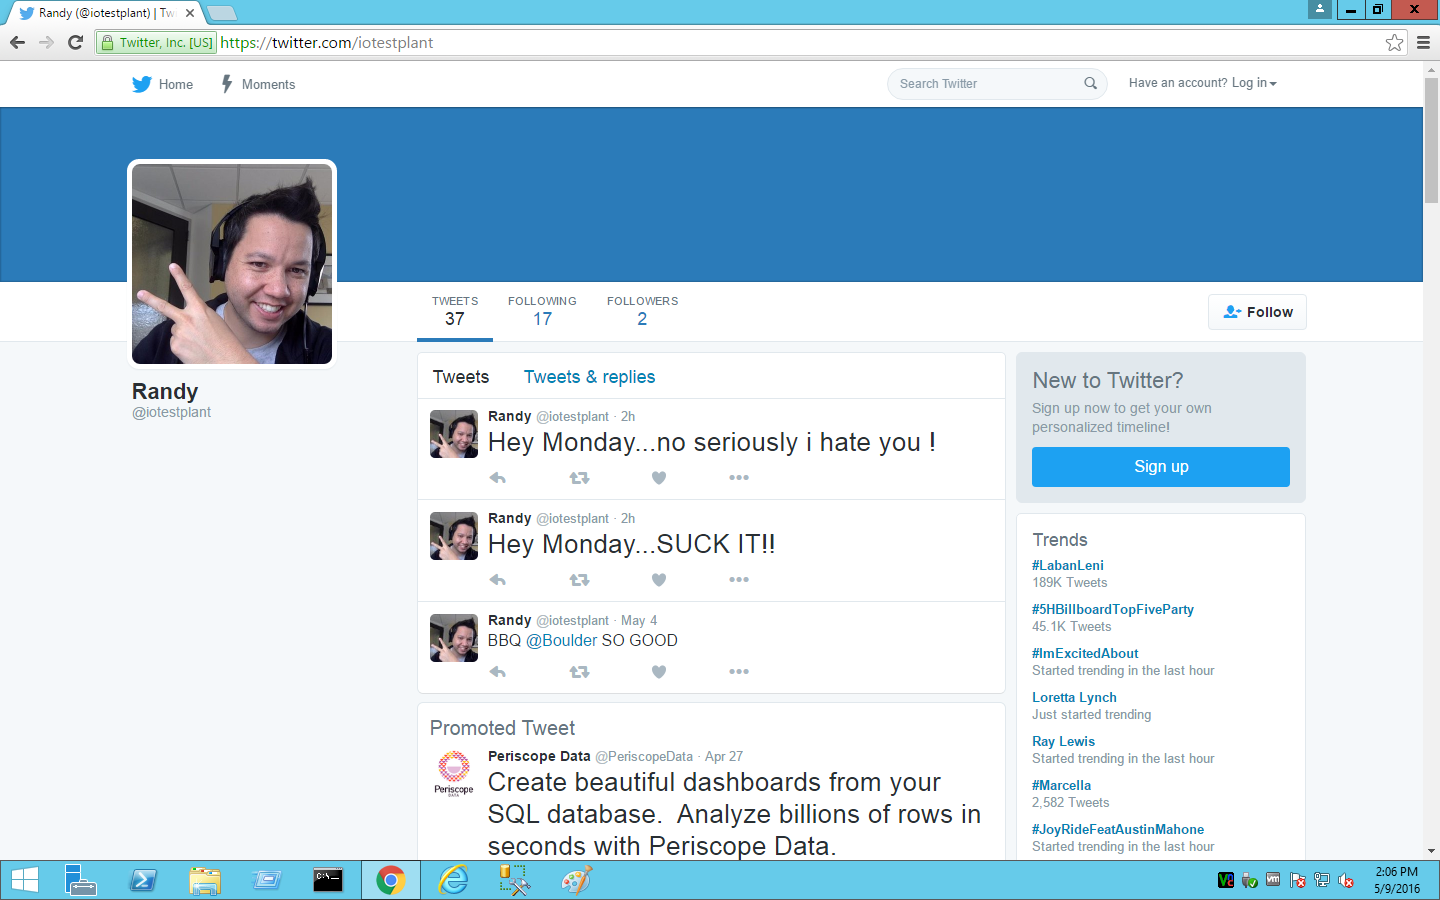 Randy (@iotestplant) | Tw
Twitter, Inc. [US] https://twitter.com/iotestplant
Home
Moments
Search Twitter
Have an account? Log in
TWEETS
37
FOLLOWING
17
FOLLOWERS
2
Follow
Randy
@iotestplant
Tweets
Tweets & replies
Randy @iotestplant · 2h
Hey Monday...no seriously i hate you !
Randy @iotestplant · 2h
Hey Monday...SUCK IT!!
Randy @iotestplant · May 4
BBQ @Boulder SO GOOD
Promoted Tweet
Periscope Data @PeriscopeData · Apr 27
Periscope
DATA
Create beautiful dashboards from your
SQL database.  Analyze billions of rows in
seconds with Periscope Data.
New to Twitter?
Sign up now to get your own
personalized timeline!
Sign up
Trends
#LabanLeni
189K Tweets
#5HBillboardTopFiveParty
45.1K Tweets
#ImExcitedAbout
Started trending in the last hour
Loretta Lynch
Just started trending
Ray Lewis
Started trending in the last hour
#Marcella
2,582 Tweets
#JoyRideFeatAustinMahone
Started trending in the last hour
C:\
vm
2:06 PM
5/9/2016